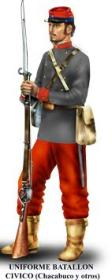 UNIFORME BATALLON
CIVICO (Chacabuco y otros)